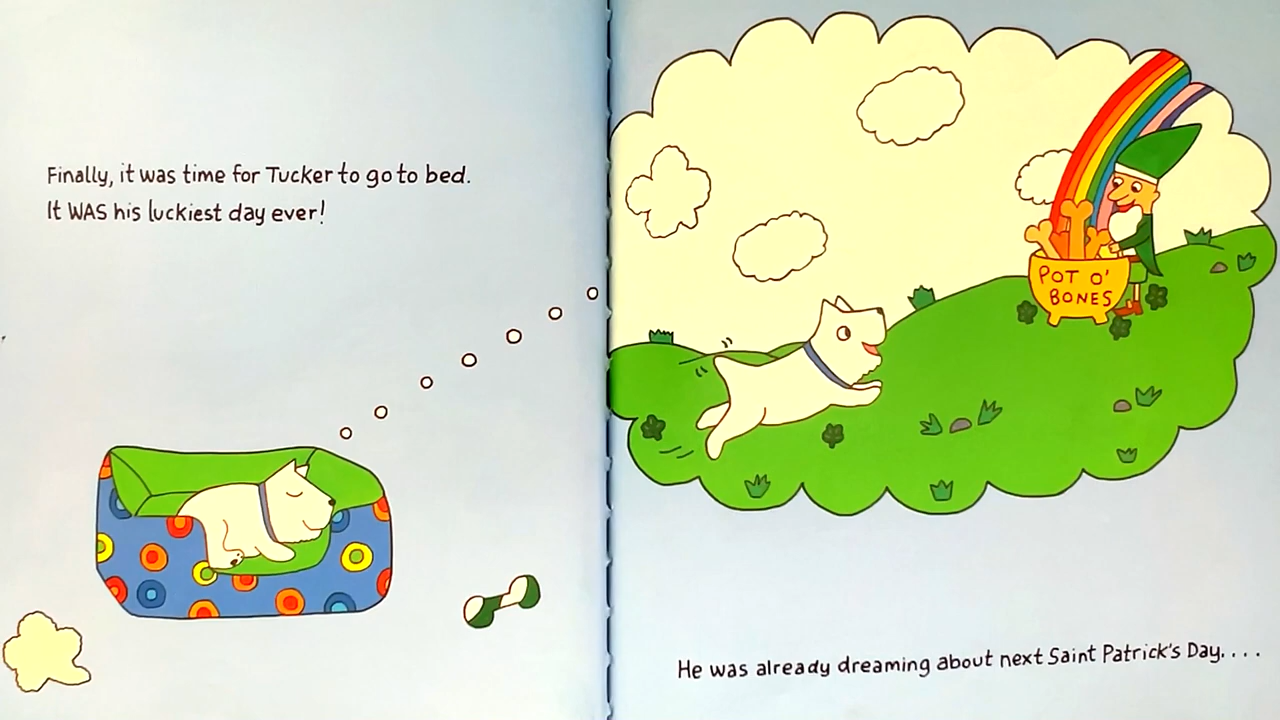 Finally, it was time for Tucker to go to bed.
It WAS his luckiest day ever!
POT O'
BONES
He was already dreaming about next Saint Patrick's Day. . . .